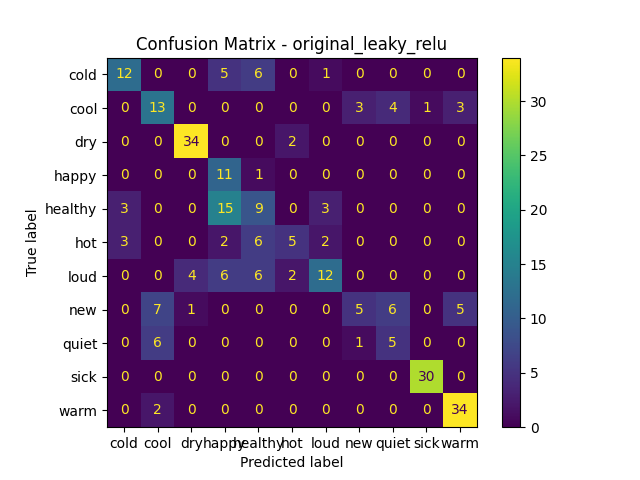 Confusion Matrix - original_leaky_relu
cold 12 0 0 5 6 0 1 0 0 0 0
cool 0 13 0 0 0 0 0 3 4 1 3
dry 0 0 34 0 0 2 0 0 0 0 0
happy 0 0 0 11 1 0 0 0 0 0 0
healthy 3 0 0 15 9 0 3 0 0 0 0
hot 3 0 0 2 6 5 2 0 0 0 0
loud 0 0 4 6 6 2 12 0 0 0 0
new 0 7 1 0 0 0 0 5 6 0 5
quiet 0 6 0 0 0 0 0 1 5 0 0
sick 0 0 0 0 0 0 0 0 0 30 0
warm 0 2 0 0 0 0 0 0 0 0 34
cold cool dry happy healthy hot loud new quiet sick warm
Predicted label
True label
30
25
20
15
10
5
0